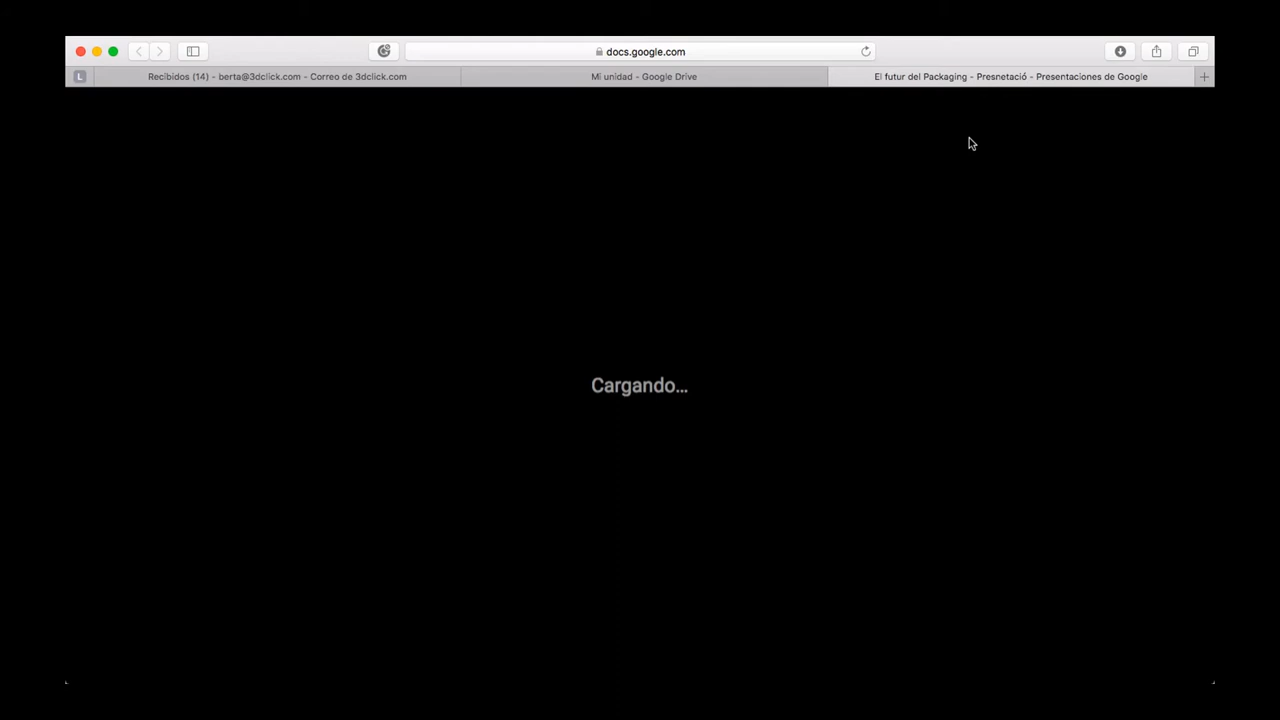 docs.google.com
L
Recibidos (14) - berta@3dclick.com - Correo de 3dclick.com
Mi unidad - Google Drive
El futur del Packaging - Presnetació - Presentaciones de Google
Cargando...